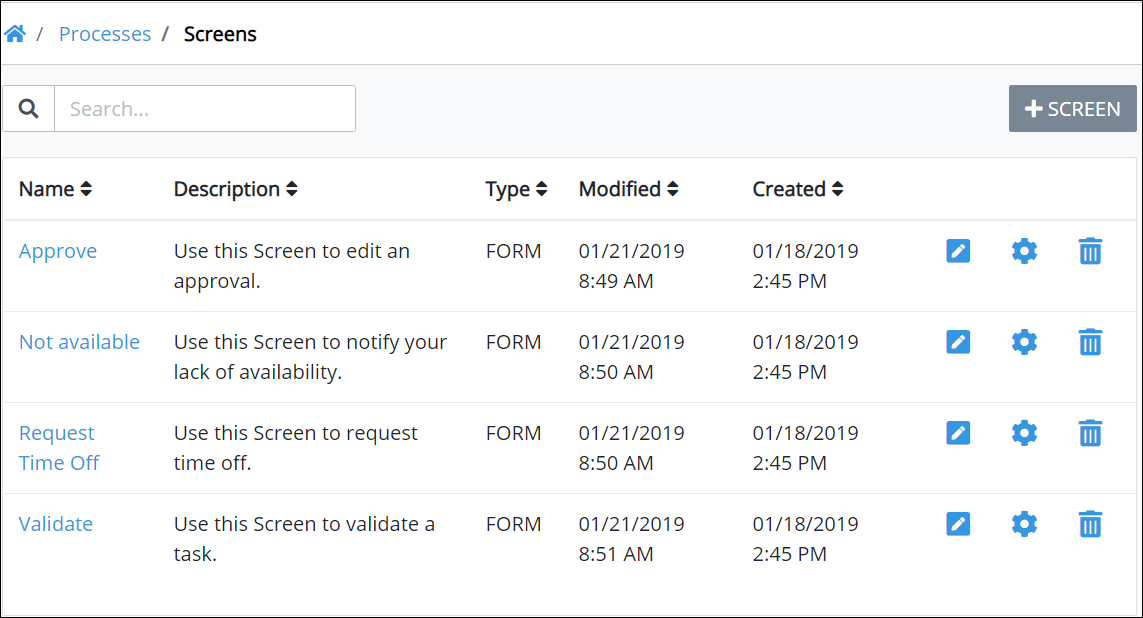 / Processes / Screens
Search...
SCREEN
Name Description Type Modified Created
Approve Use this Screen to edit an FORM 01/21/2019 01/18/2019
approval. 8:49 AM 2:45 PM
Not available Use this Screen to notify your FORM 01/21/2019 01/18/2019
lack of availability. 8:50 AM 2:45 PM
Request Use this Screen to request FORM 01/21/2019 01/18/2019
Time Off time off. 8:50 AM 2:45 PM
Validate Use this Screen to validate a FORM 01/21/2019 01/18/2019
task. 8:51 AM 2:45 PM